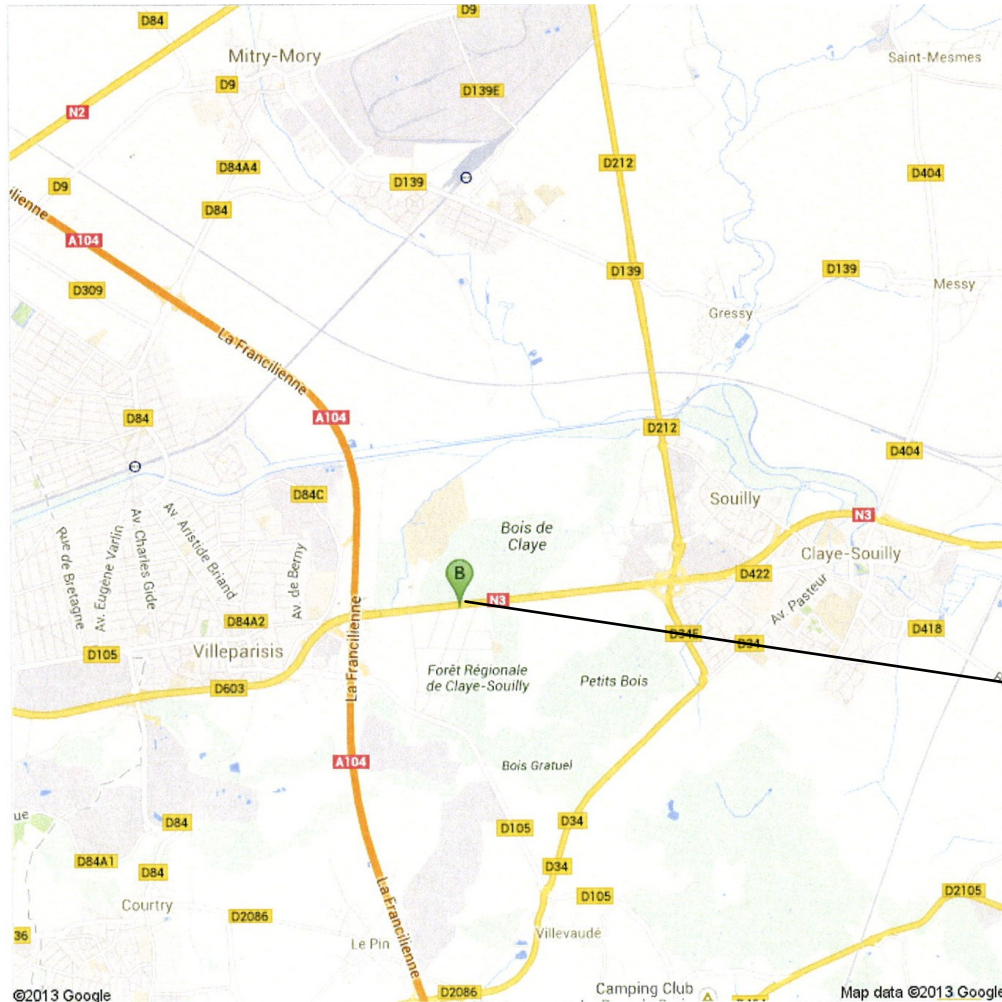 D84
D9
Mitry-Mory
Saint-Mesmes
D9
D139E
N2
D84A4
D212
D404
D9
D139
D84
ilienne
A104
D139
D139
D309
Messy
Gressy
La Francilienne
A104
D84
D212
D404
D84C
Souilly
N3
Rue de Bretagne
Av. Eugène Varlin
Av. Charles Gide
Av. Aristide Briand
Av. de Berny
Bois de
Claye
Claye-Souilly
B
D422
N3
La Francilienne
Av. Pasteur
D84A2
D34E
D34
D418
D105
Villeparisis
Forêt Régionale
de Claye-Souilly
Petits Bois
D603
A104
Bois Gratuel
ue
D84
D105
D34
D84A1
D84
D34
La Francilienne
D105
D2105
Courtry
D2086
36
Le Pin
Villevaudé
D2086
Camping Club
©2013 Google
Map data ©2013 Google